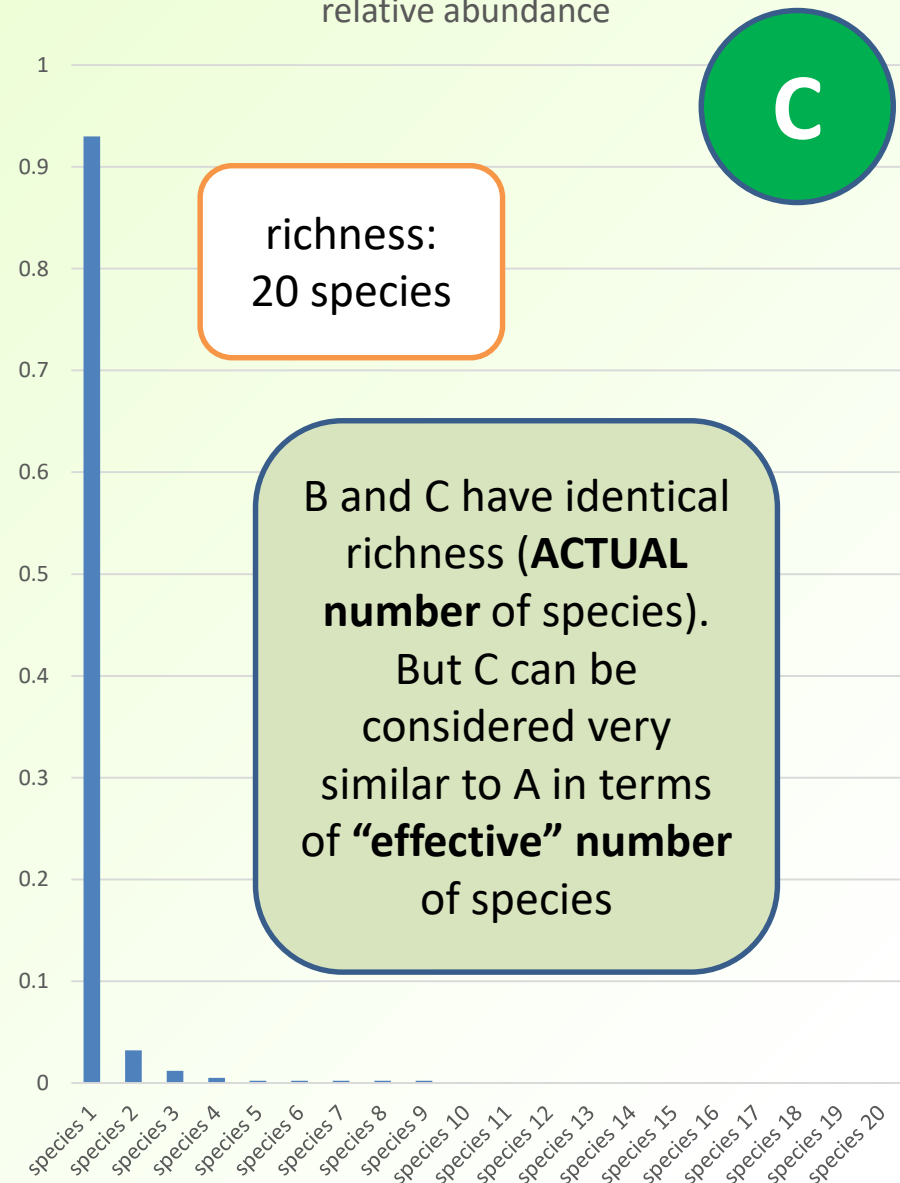 relative abundance
C
1
0.9
0.8
0.7
0.6
0.5
0.4
0.3
0.2
0.1
0
richness:
20 species
B and C have identical
richness (ACTUAL
number of species).
But C can be
considered very
similar to A in terms
of “effective” number
of species
species 1
species 2
species 3
species 4
species 5
species 6
species 7
species 8
species 9
species 10
species 11
species 12
species 13
species 14
species 15
species 16
species 17
species 18
species 19
species 20